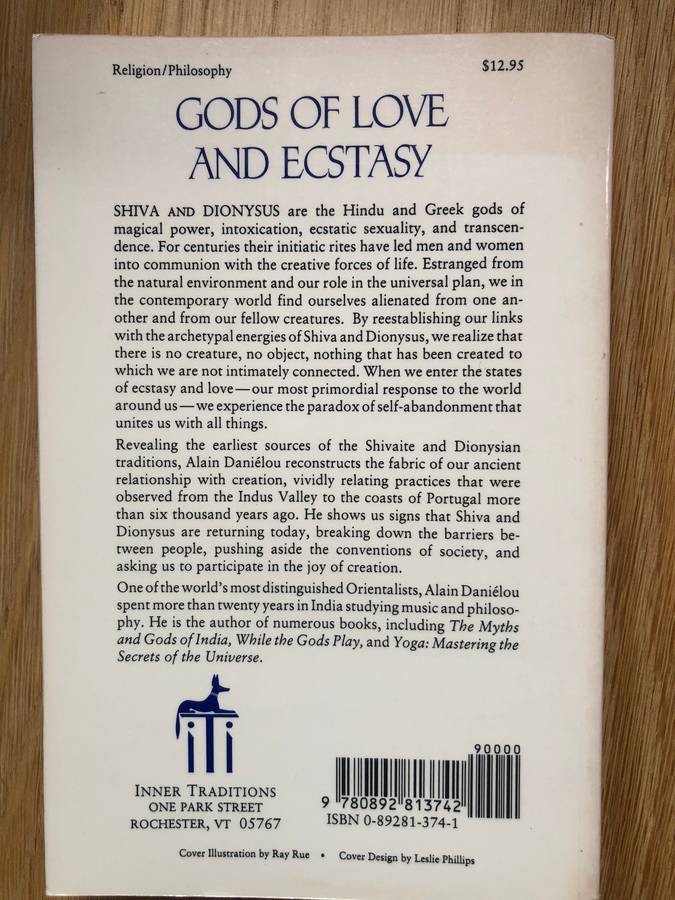 Religion/Philosophy
$12.95
GODS OF LOVE
AND ECSTASY
SHIVA AND DIONYSUS are the Hindu and Greek gods of
magical power, intoxication, ecstatic sexuality, and transcen-
dence. For centuries their initiatic rites have led men and women
into communion with the creative forces of life. Estranged from
the natural environment and our role in the universal plan, we in
the contemporary world find ourselves alienated from one an-
other and from our fellow creatures. By reestablishing our links
with the archetypal energies of Shiva and Dionysus, we realize that
there is no creature, no object, nothing that has been created to
which we are not intimately connected. When we enter the states
of ecstasy and love—our most primordial response to the world
around us—we experience the paradox of self-abandonment that
unites us with all things.
Revealing the earliest sources of the Shivaite and Dionysian
traditions, Alain Daniélou reconstructs the fabric of our ancient
relationship with creation, vividly relating practices that were
observed from the Indus Valley to the coasts of Portugal more
than six thousand years ago. He shows us signs that Shiva and
Dionysus are returning today, breaking down the barriers be-
tween people, pushing aside the conventions of society, and
asking us to participate in the joy of creation.
One of the world's most distinguished Orientalists, Alain Daniélou
spent more than twenty years in India studying music and philoso-
phy. He is the author of numerous books, including The Myths
and Gods of India, While the Gods Play, and Yoga: Mastering the
Secrets of the Universe.
iTi
INNER TRADITIONS
ONE PARK STREET
ROCHESTER, VT 05767
90000
9 780892 813742
ISBN 0-89281-374-1
Cover Illustration by Ray Rue • Cover Design by Leslie Phillips